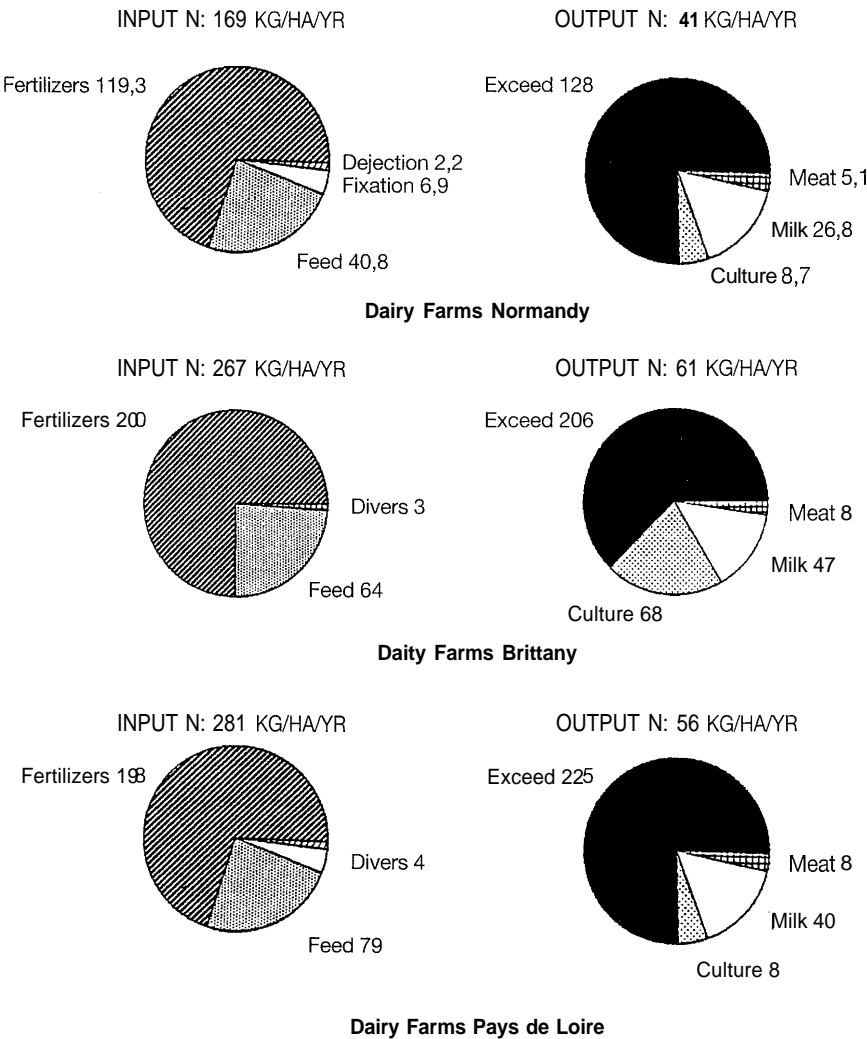 INPUT N: 169 KG/HA/YR
OUTPUT N: 41 KG/HA/YR
Fertilizers 119,3
Dejection 2,2
Fixation 6,9
Feed 40,8
Exceed 128
Meat 5,1
Milk 26,8
Culture 8,7
Dairy Farms Normandy
INPUT N: 267 KG/HA/YR
OUTPUT N: 61 KG/HA/YR
Fertilizers 200
Divers 3
Feed 64
Exceed 206
Meat 8
Milk 47
Culture 68
Daity Farms Brittany
INPUT N: 281 KG/HA/YR
OUTPUT N: 56 KG/HA/YR
Fertilizers 198
Divers 4
Feed 79
Exceed 225
Meat 8
Milk 40
Culture 8
Dairy Farms Pays de Loire